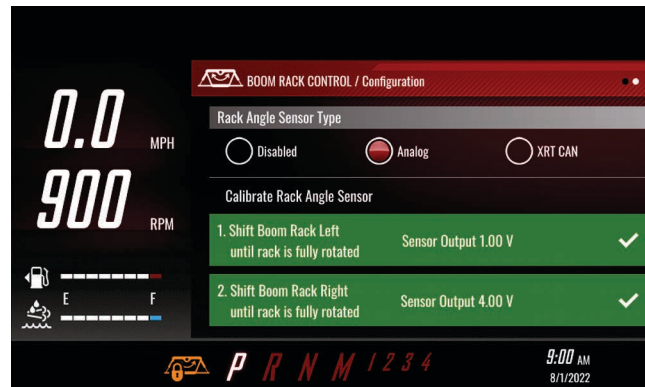 BOOM RACK CONTROL / Configuration
0.0 MPH
900 RPM
E F
Rack Angle Sensor Type
Disabled Analog XRT CAN
Calibrate Rack Angle Sensor
1. Shift Boom Rack Left
until rack is fully rotated
Sensor Output 1.00 V
2. Shift Boom Rack Right
until rack is fully rotated
Sensor Output 4.00 V
P R N M 1 2 3 4
9:00 AM
8/1/2022